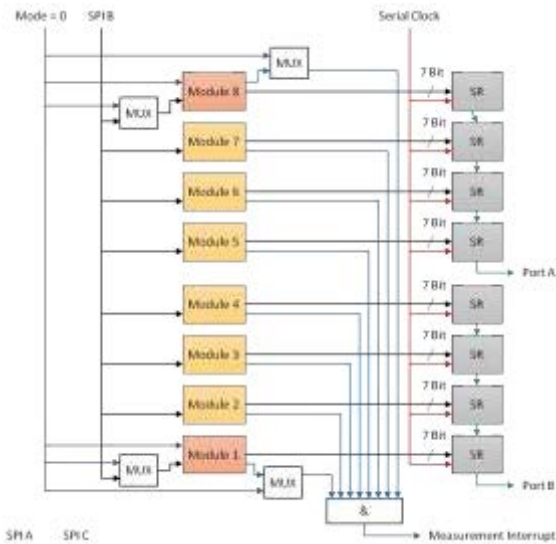 Mode = 0 SPI B Serial Clock
MUX
7 Bit
Module 8 SR
MUX
7 Bit
Module 7 SR
7 Bit
Module 6 SR
7 Bit
Module 5 SR
Port A
7 Bit
Module 4 SR
7 Bit
Module 3 SR
7 Bit
Module 2 SR
7 Bit
Module 1 SR
MUX
MUX
Port B
&
SPI A SPI C Measurement Interrupt